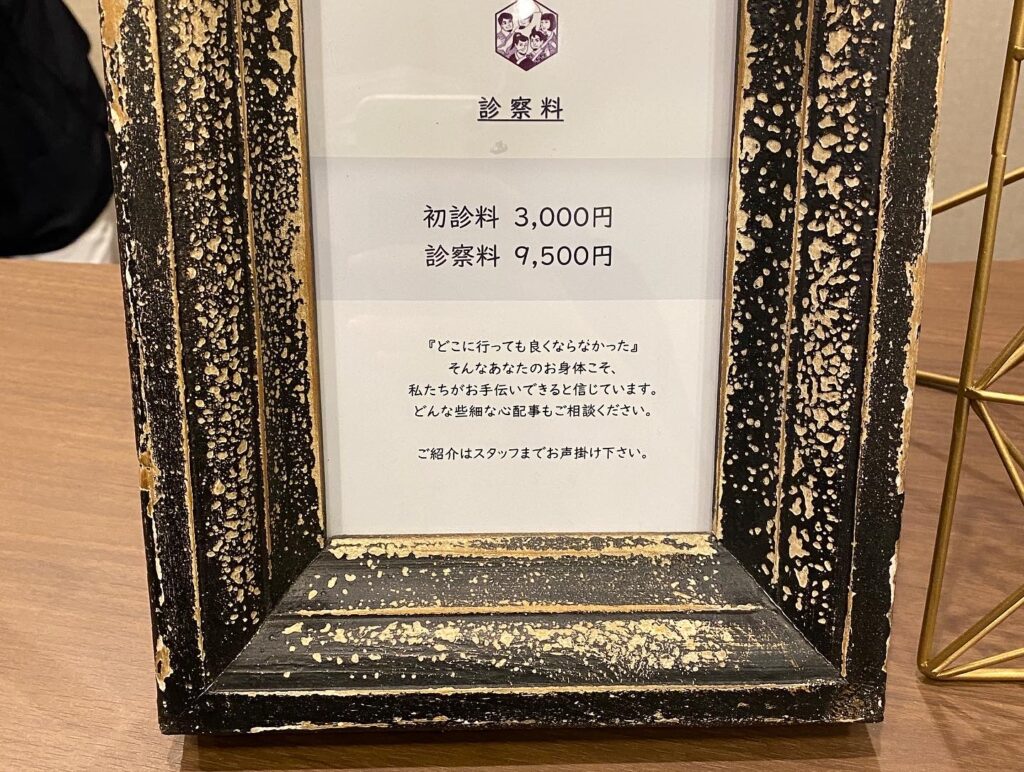 診察料
初診料 3,000円
診察料 9,500円
『どこに行っても良くならなかった』
そんなあなたのお身体こそ、
私たちがお手伝いできると信じています。
どんな些細な心配事もご相談ください。
ご紹介はスタッフまでお声掛け下さい。